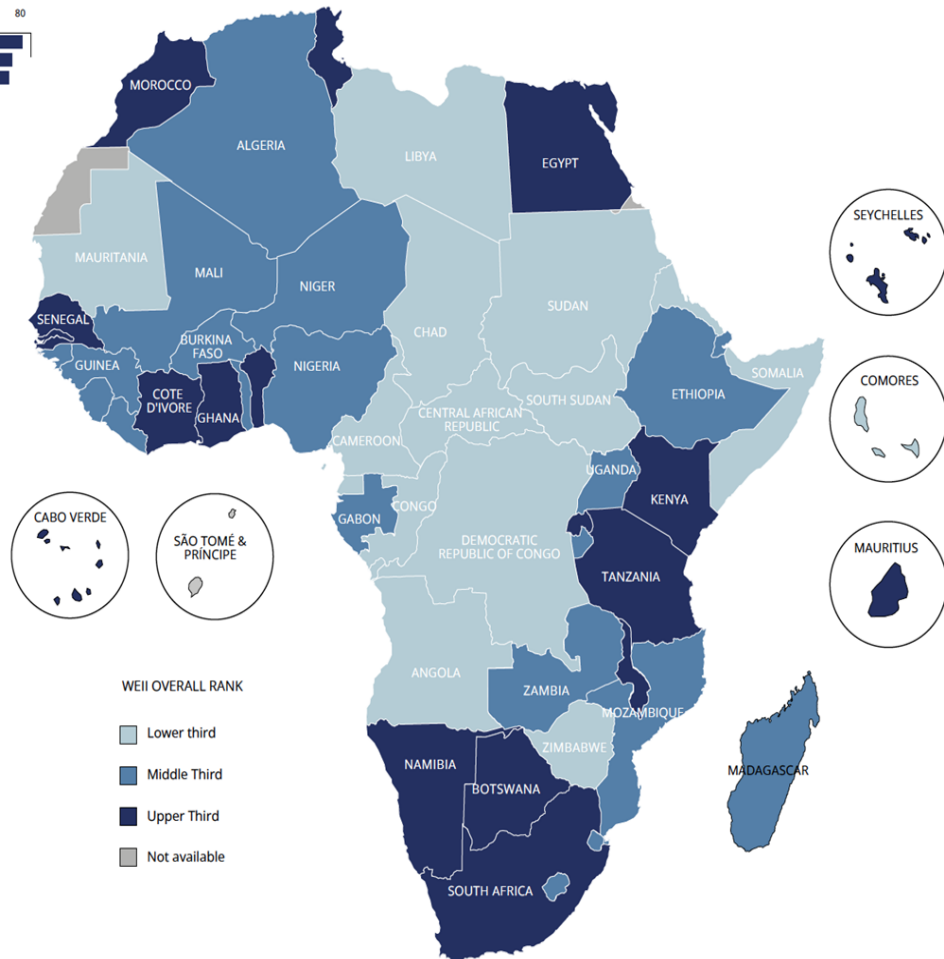 80
MOROCCO
ALGERIA
LIBYA
EGYPT
SEYCHELLES
MAURITANIA
MALI
NIGER
SUDAN
SENEGAL
CHAD
BURKINA
FASO
GUINEA
NIGERIA
SOMALIA
COMORES
COTE
D'IVORE
GHANA
ETHIOPIA
SOUTH SUDAN
CENTRAL AFRICAN
REPUBLIC
CAMEROON
UGANDA
KENYA
CONGO
GABON
CABO VERDE
SÃO TOMÉ &
PRÍNCIPE
DEMOCRATIC
REPUBLIC OF CONGO
MAURITIUS
TANZANIA
ANGOLA
ZAMBIA
MOZAMBIQUE
ZIMBABWE
NAMIBIA
MADAGASCAR
BOTSWANA
SOUTH AFRICA
WEII OVERALL RANK
Lower third
Middle Third
Upper Third
Not available